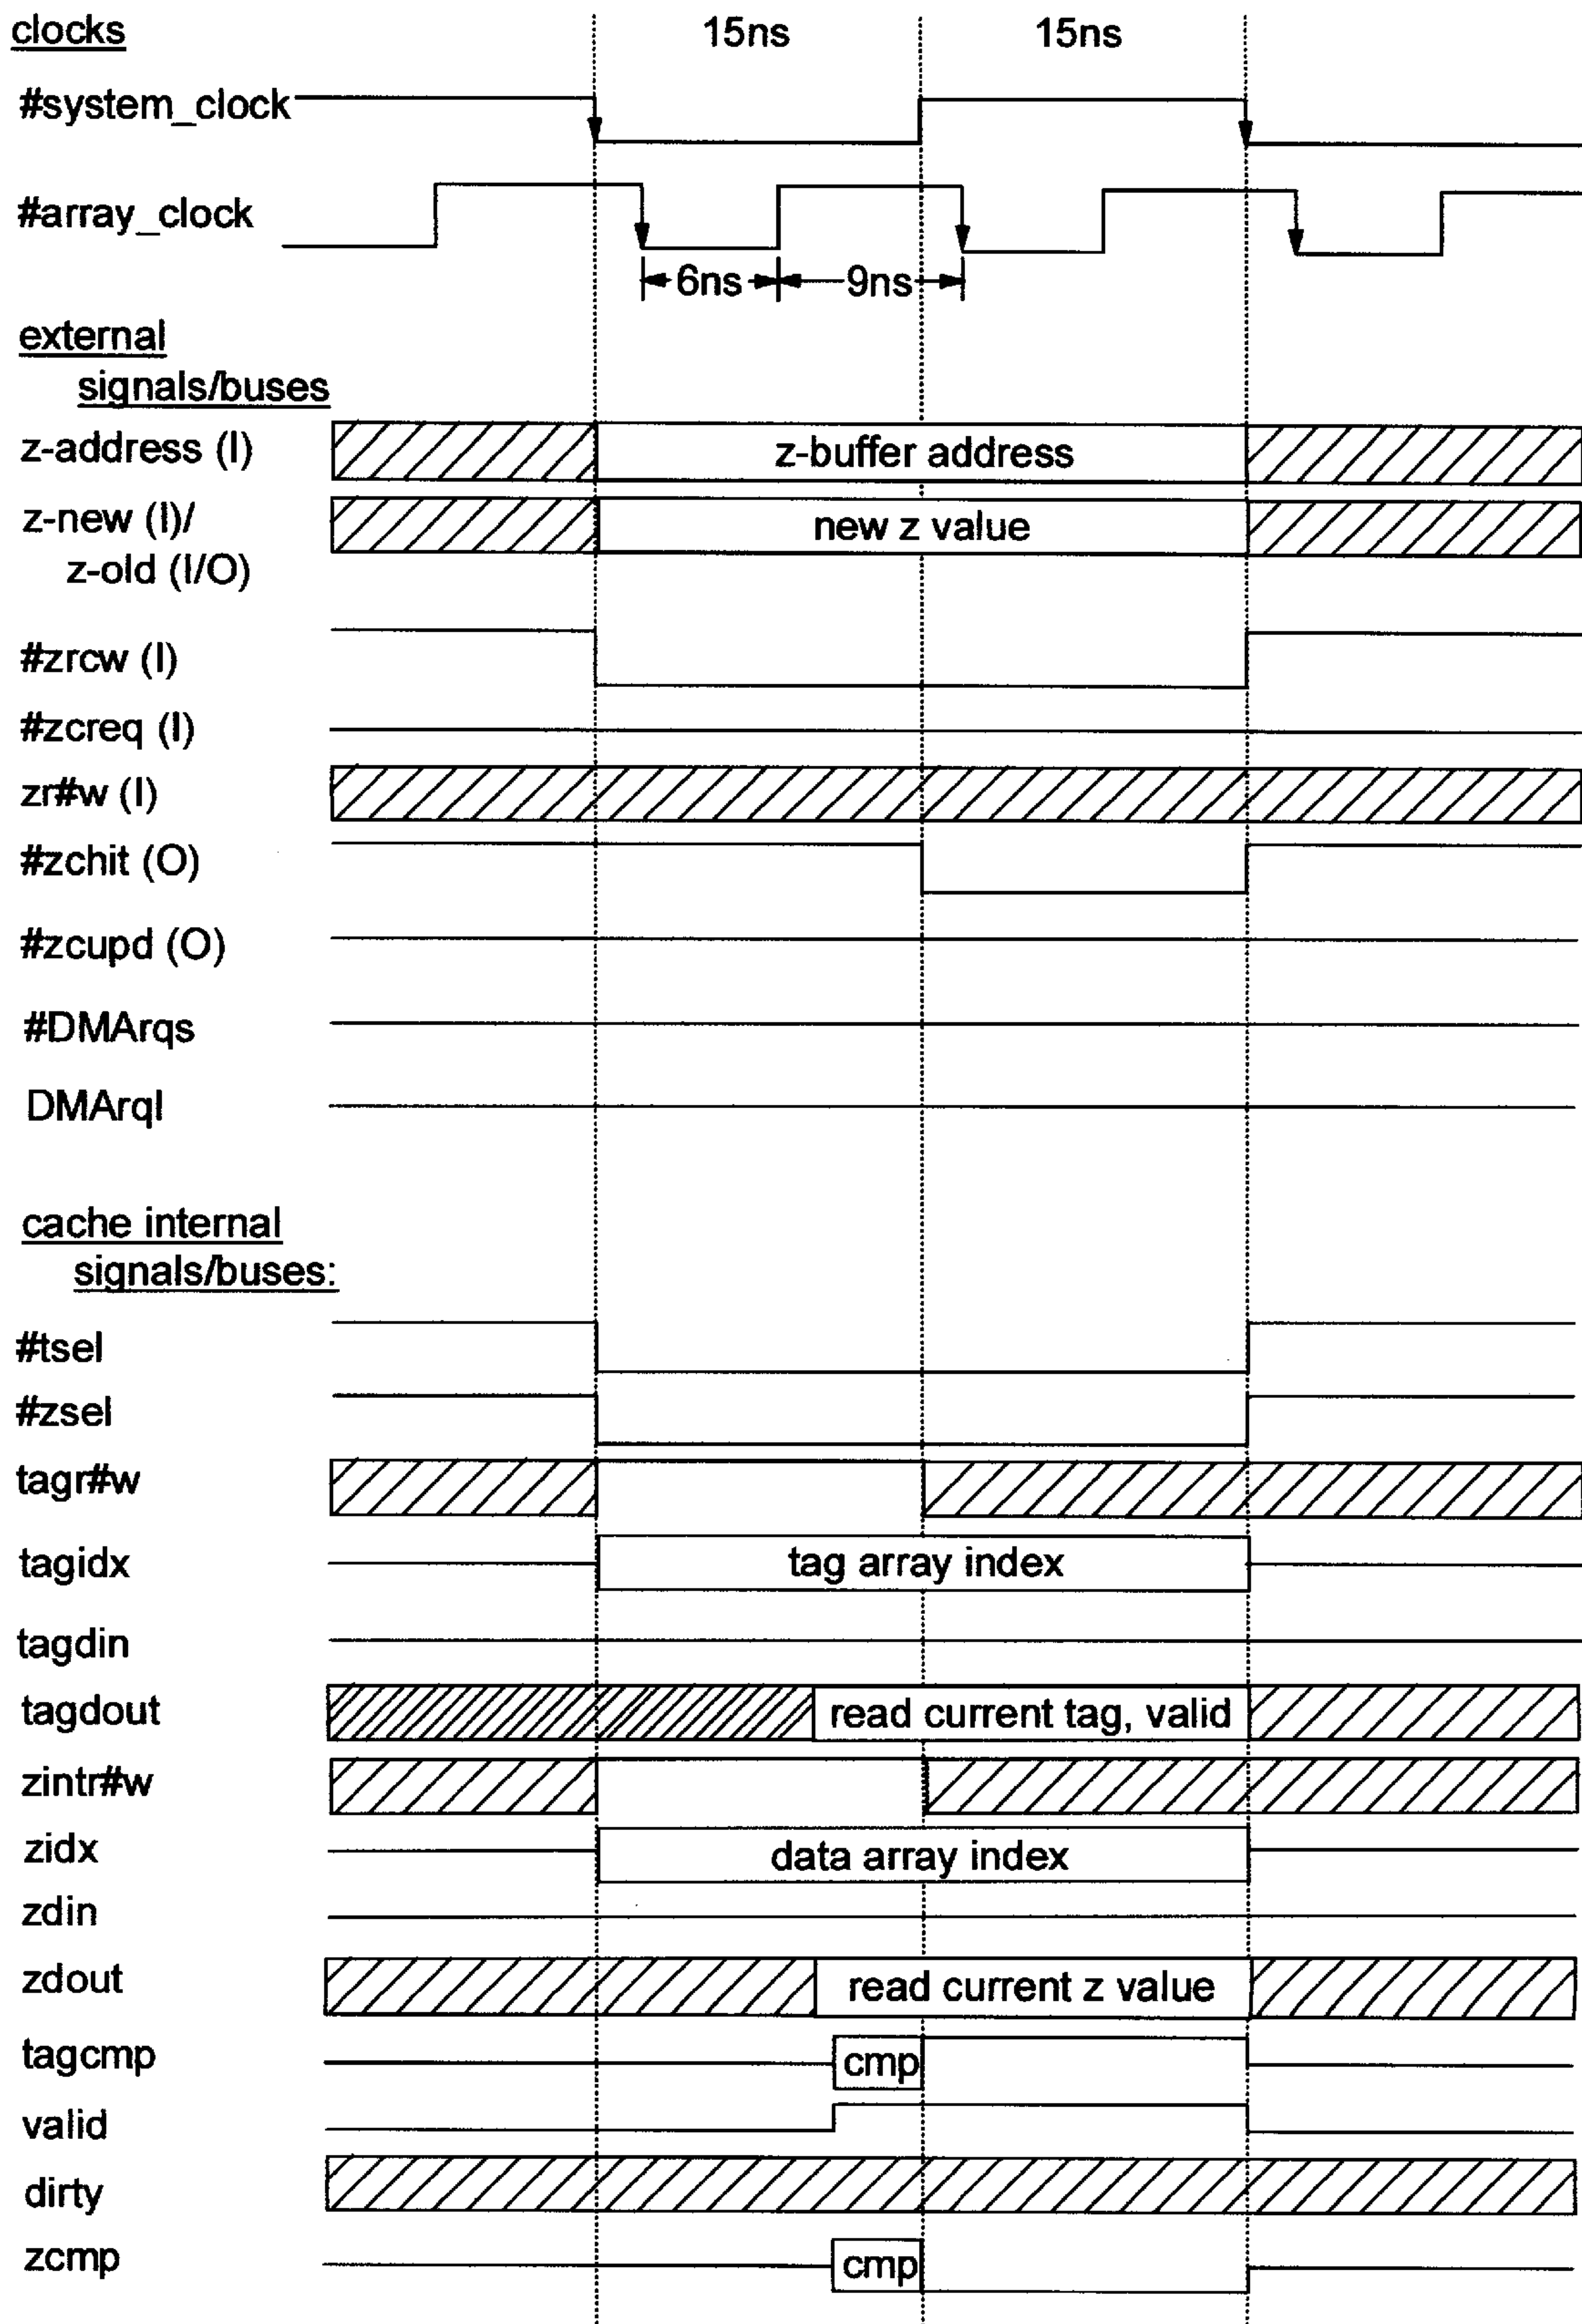 clocks
15ns 15ns
#system_clock
#array_clock
6ns 9ns
external
signals/buses
z-address (I) z-buffer address
z-new (I)/ new z value
z-old (I/O)
#zrcw (I)
#zcreq (I)
zr#w (I)
#zchit (O)
#zcupd (O)
#DMArqs
DMArql
cache internal
signals/buses:
#tsel
#zsel
tagr#w
tagidx tag array index
tagdin
tagdout read current tag, valid
zintr#w
zidx data array index
zdin
zdout read current z value
tagcmp cmp
valid
dirty
zcmp cmp